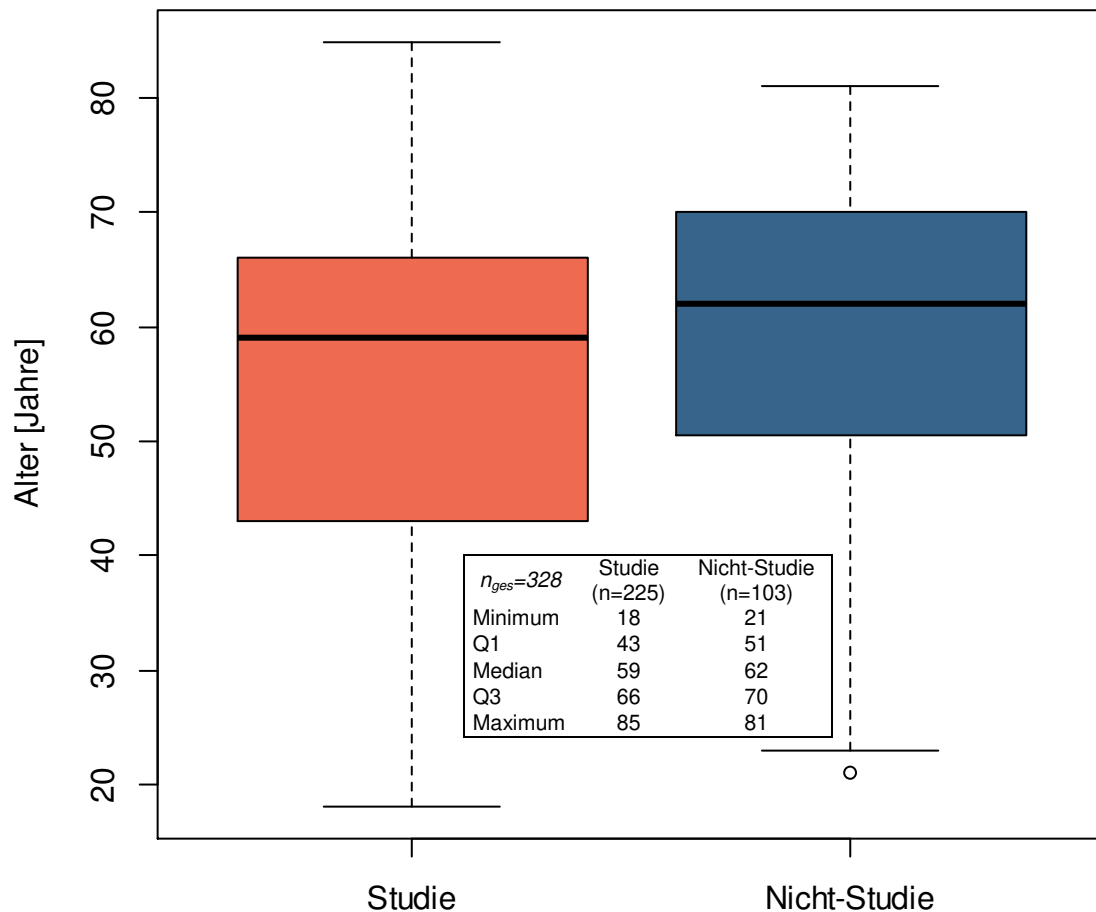 Alter [Jahre]
80
70
60
50
40
30
20
n_ges=328 Studie Nicht-Studie
(n=225) (n=103)
Minimum 18 21
Q1 43 51
Median 59 62
Q3 66 70
Maximum 85 81
Studie Nicht-Studie